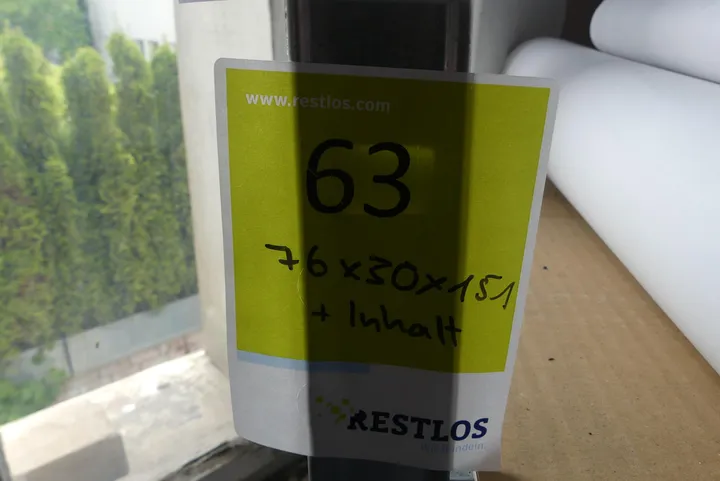 www.restlos.com
63
76x30x151
+ Inhalt
RESTLOS